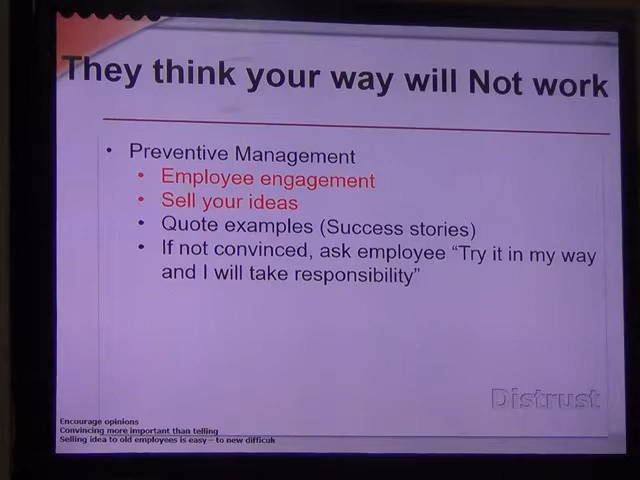 They think your way will Not work
• Preventive Management
• Employee engagement
• Sell your ideas
• Quote examples (Success stories)
• If not convinced, ask employee “Try it in my way
and I will take responsibility”
Distrust
Encourage opinions
Convincing more important than telling
Selling idea to old employees is easy – to new difficuk